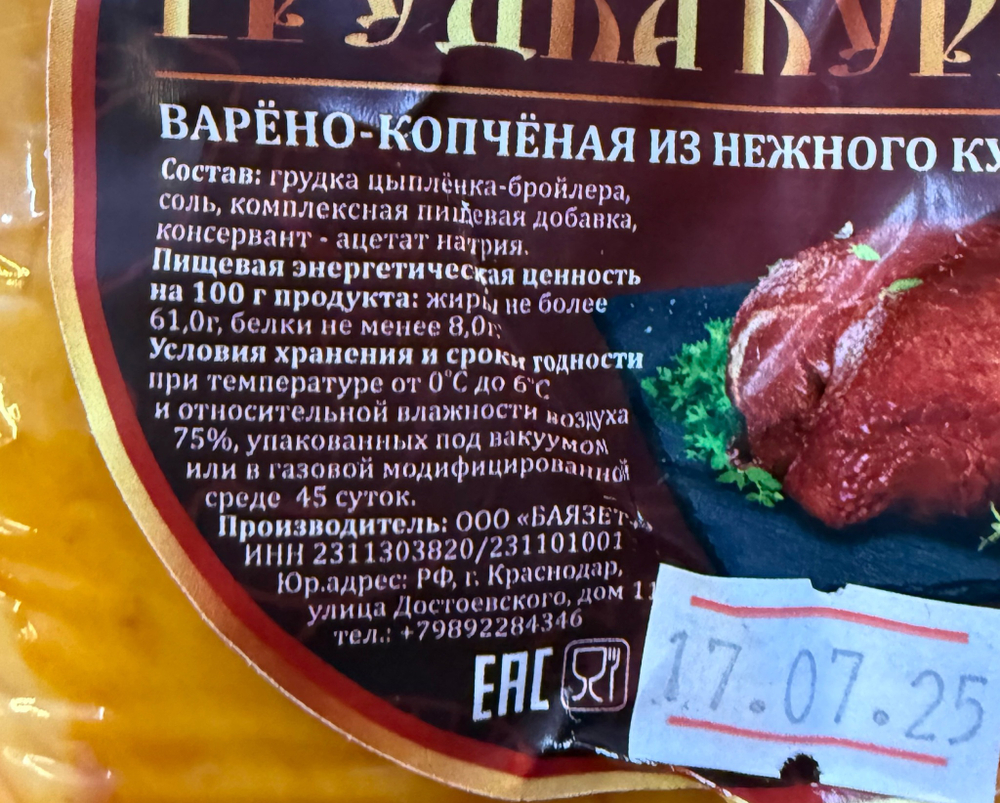 ВАРЁНО-КОПЧЁНАЯ ИЗ НЕЖНОГО
Состав: грудка цыплёнка-бройлера,
соль, комплексная пищевая добавка,
консервант - ацетат натрия.
Пищевая энергетическая ценность
на 100 г продукта: жиры не более
61,0г, белки не менее 8,0г.
Условия хранения и сроки годности
при температуре от 0°С до 6°С
и относительной влажности воздуха
75%, упакованных под вакуумом
или в газовой модифицированной
среде 45 суток.
Производитель: ООО «БАЯЗЕТ»
ИНН 2311303820/231101001
Юр.адрес: РФ, г. Краснодар,
улица Достоевского, дом
тел.: +79892284346
ЕАС
17.07.25